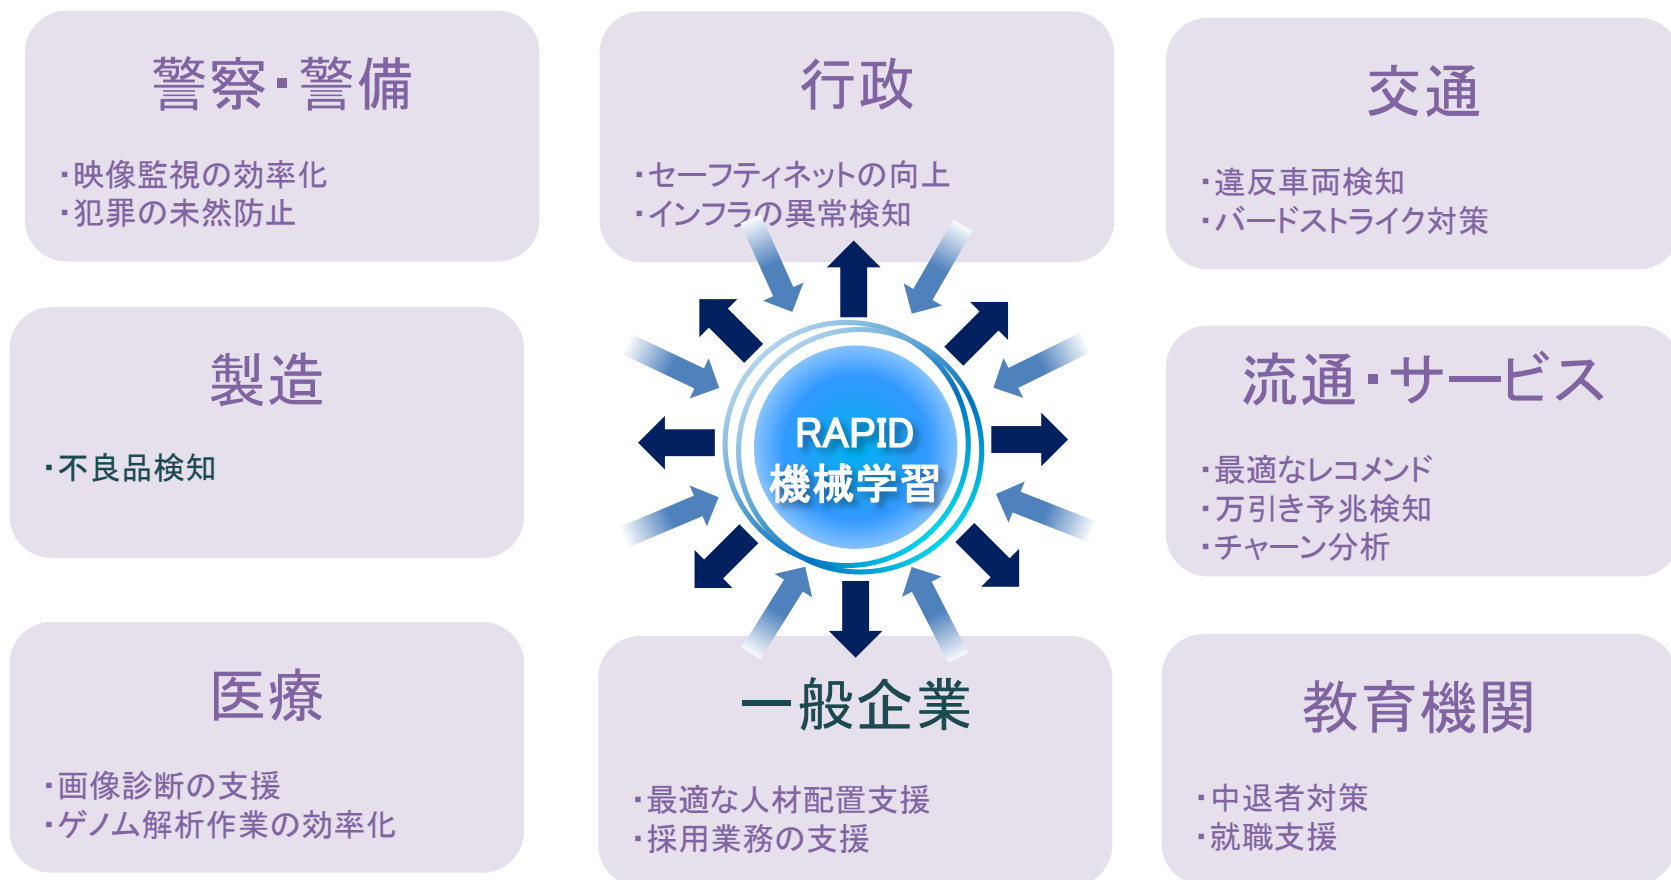 警察・警備
・映像監視の効率化
・犯罪の未然防止
行政
・セーフティネットの向上
・インフラの異常検知
交通
・違反車両検知
・バードストライク対策
製造
・不良品検知
RAPID
機械学習
流通・サービス
・最適なレコメンド
・万引き予兆検知
・チャーン分析
医療
・画像診断の支援
・ゲノム解析作業の効率化
一般企業
・最適な人材配置支援
・採用業務の支援
教育機関
・中退者対策
・就職支援